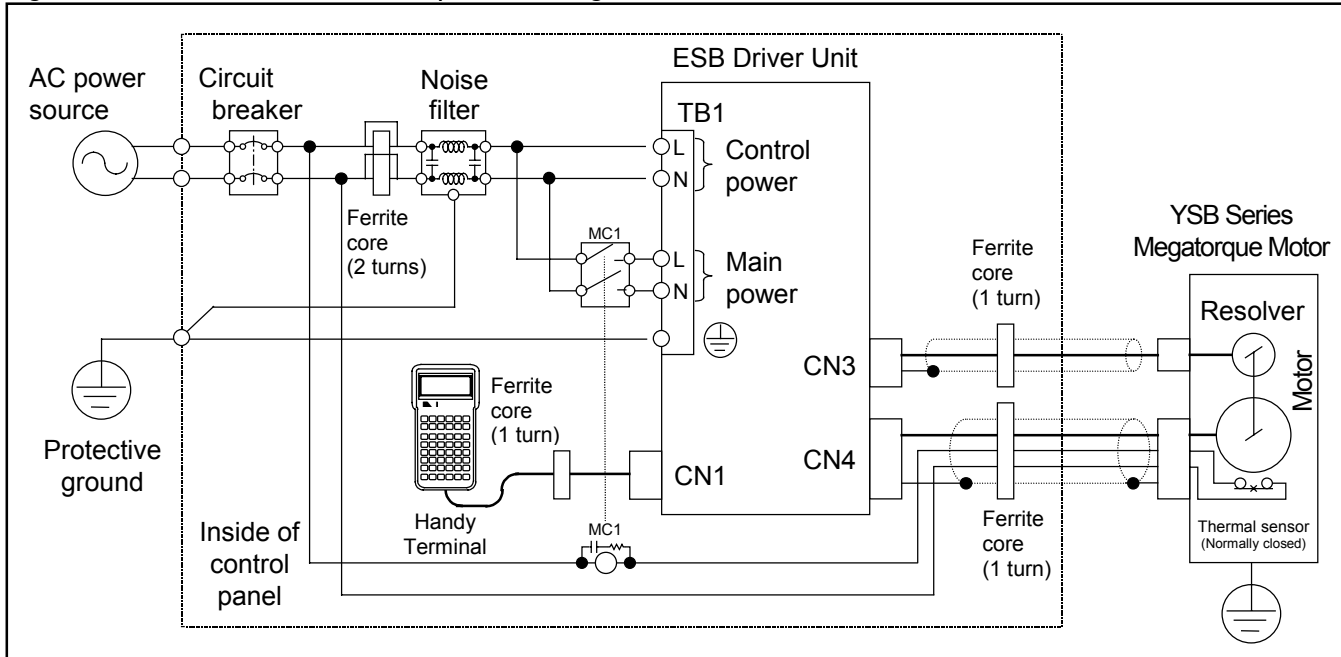 ESB Driver Unit
AC power
source
Circuit
breaker
Noise
filter
TB1
L
N
Control
power
Ferrite
core
(2 turns)
MC1
L
N
Main
power
YSB Series
Megatorque Motor
Ferrite
core
(1 turn)
Resolver
Motor
CN3
Ferrite
core
(1 turn)
Protective
ground
CN4
CN1
Handy
Terminal
MC1
Inside of
control
panel
Ferrite
core
(1 turn)
Thermal sensor
(Normally closed)